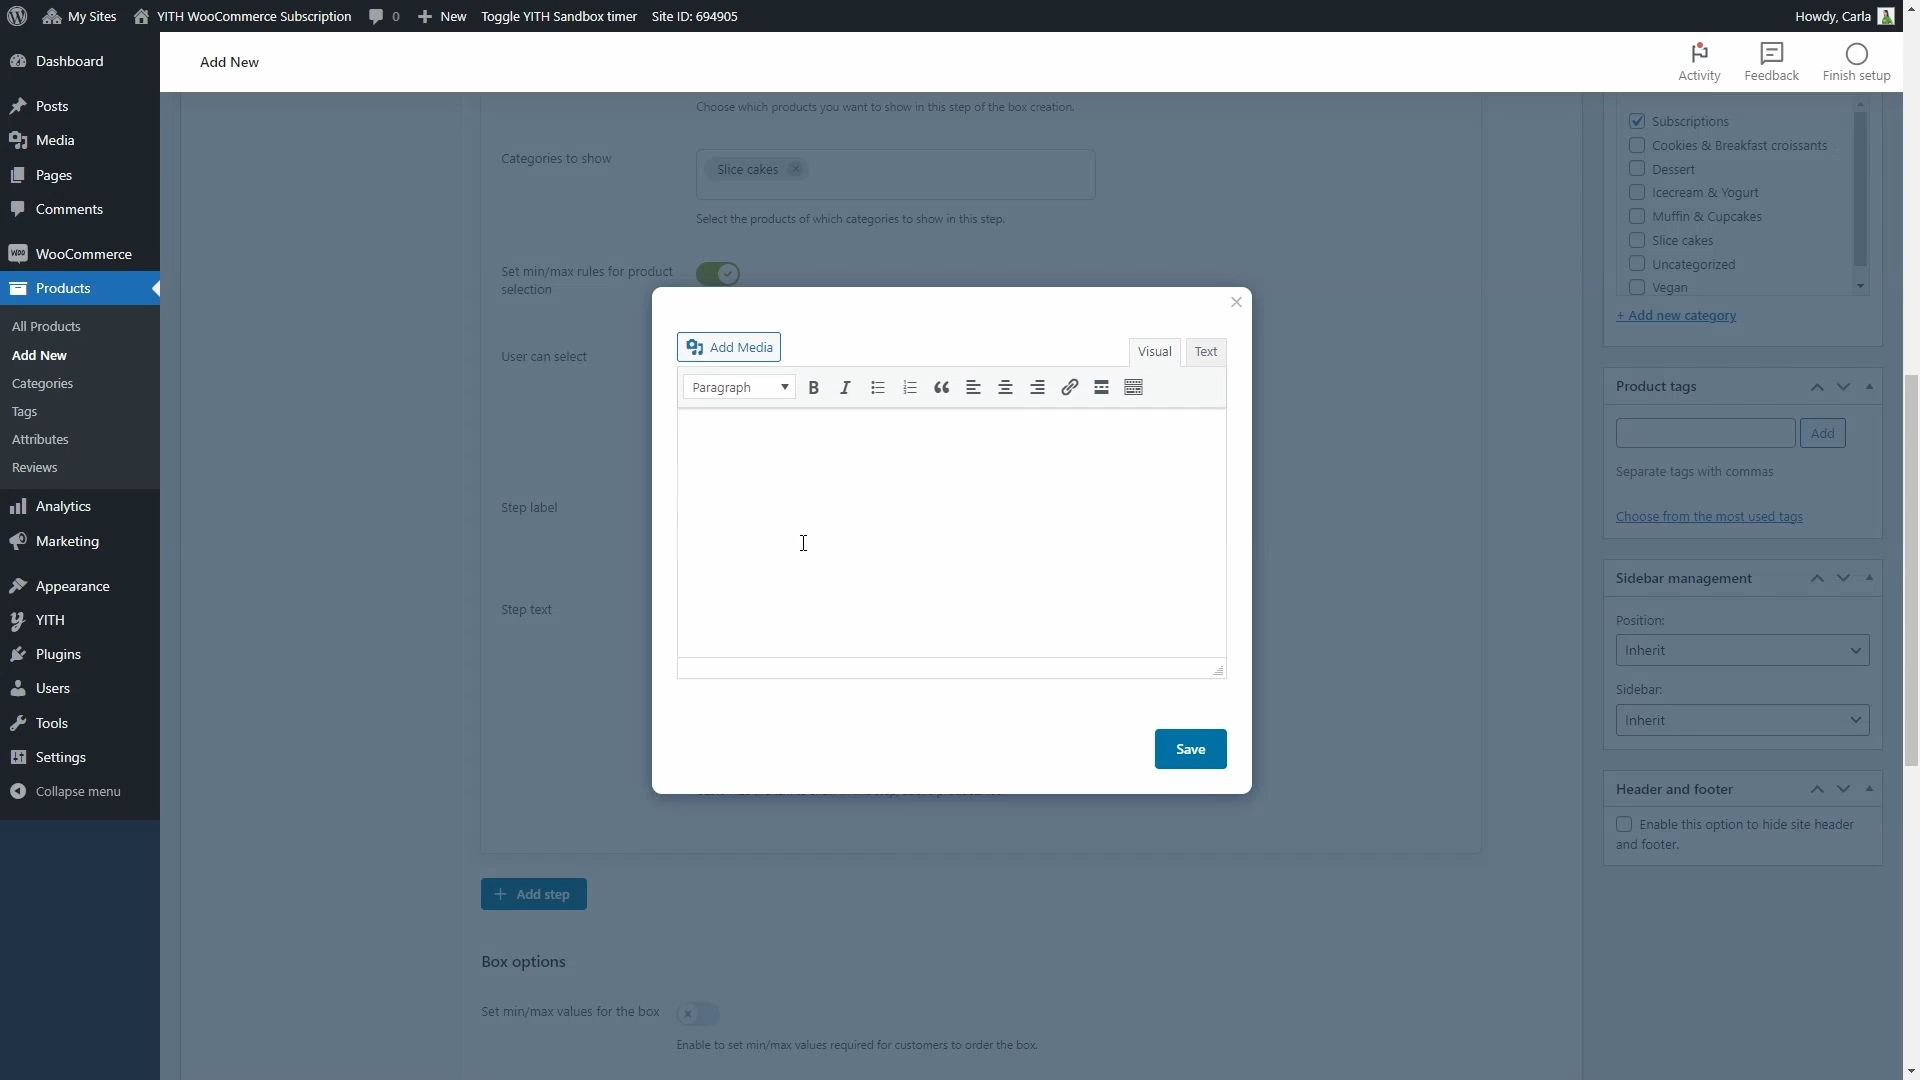 My Sites
YITH WooCommerce Subscription
0
New
Toggle YITH Sandbox timer
Site ID: 694905
Howdy, Carla
Dashboard
Posts
Media
Pages
Comments
WooCommerce
Products
All Products
Add New
Categories
Tags
Attributes
Reviews
Analytics
Marketing
Appearance
YITH
Plugins
Users
Tools
Settings
Collapse menu
Add New
Activity
Feedback
Finish setup
Choose which products you want to show in this step of the box creation.
Categories to show
Slice cakes
Select the products of which categories to show in this step.
Set min/max rules for product
selection
User can select
Step label
Step text
Add Media
Visual
Text
Paragraph
Save
Add step
Box options
Set min/max values for the box
Enable to set min/max values required for customers to order the box.
Subscriptions
Cookies & Breakfast croissants
Dessert
Icecream & Yogurt
Muffin & Cupcakes
Slice cakes
Uncategorized
Vegan
+ Add new category
Product tags
Add
Separate tags with commas
Choose from the most used tags
Sidebar management
Position:
Inherit
Sidebar:
Inherit
Header and footer
Enable this option to hide site header
and footer.